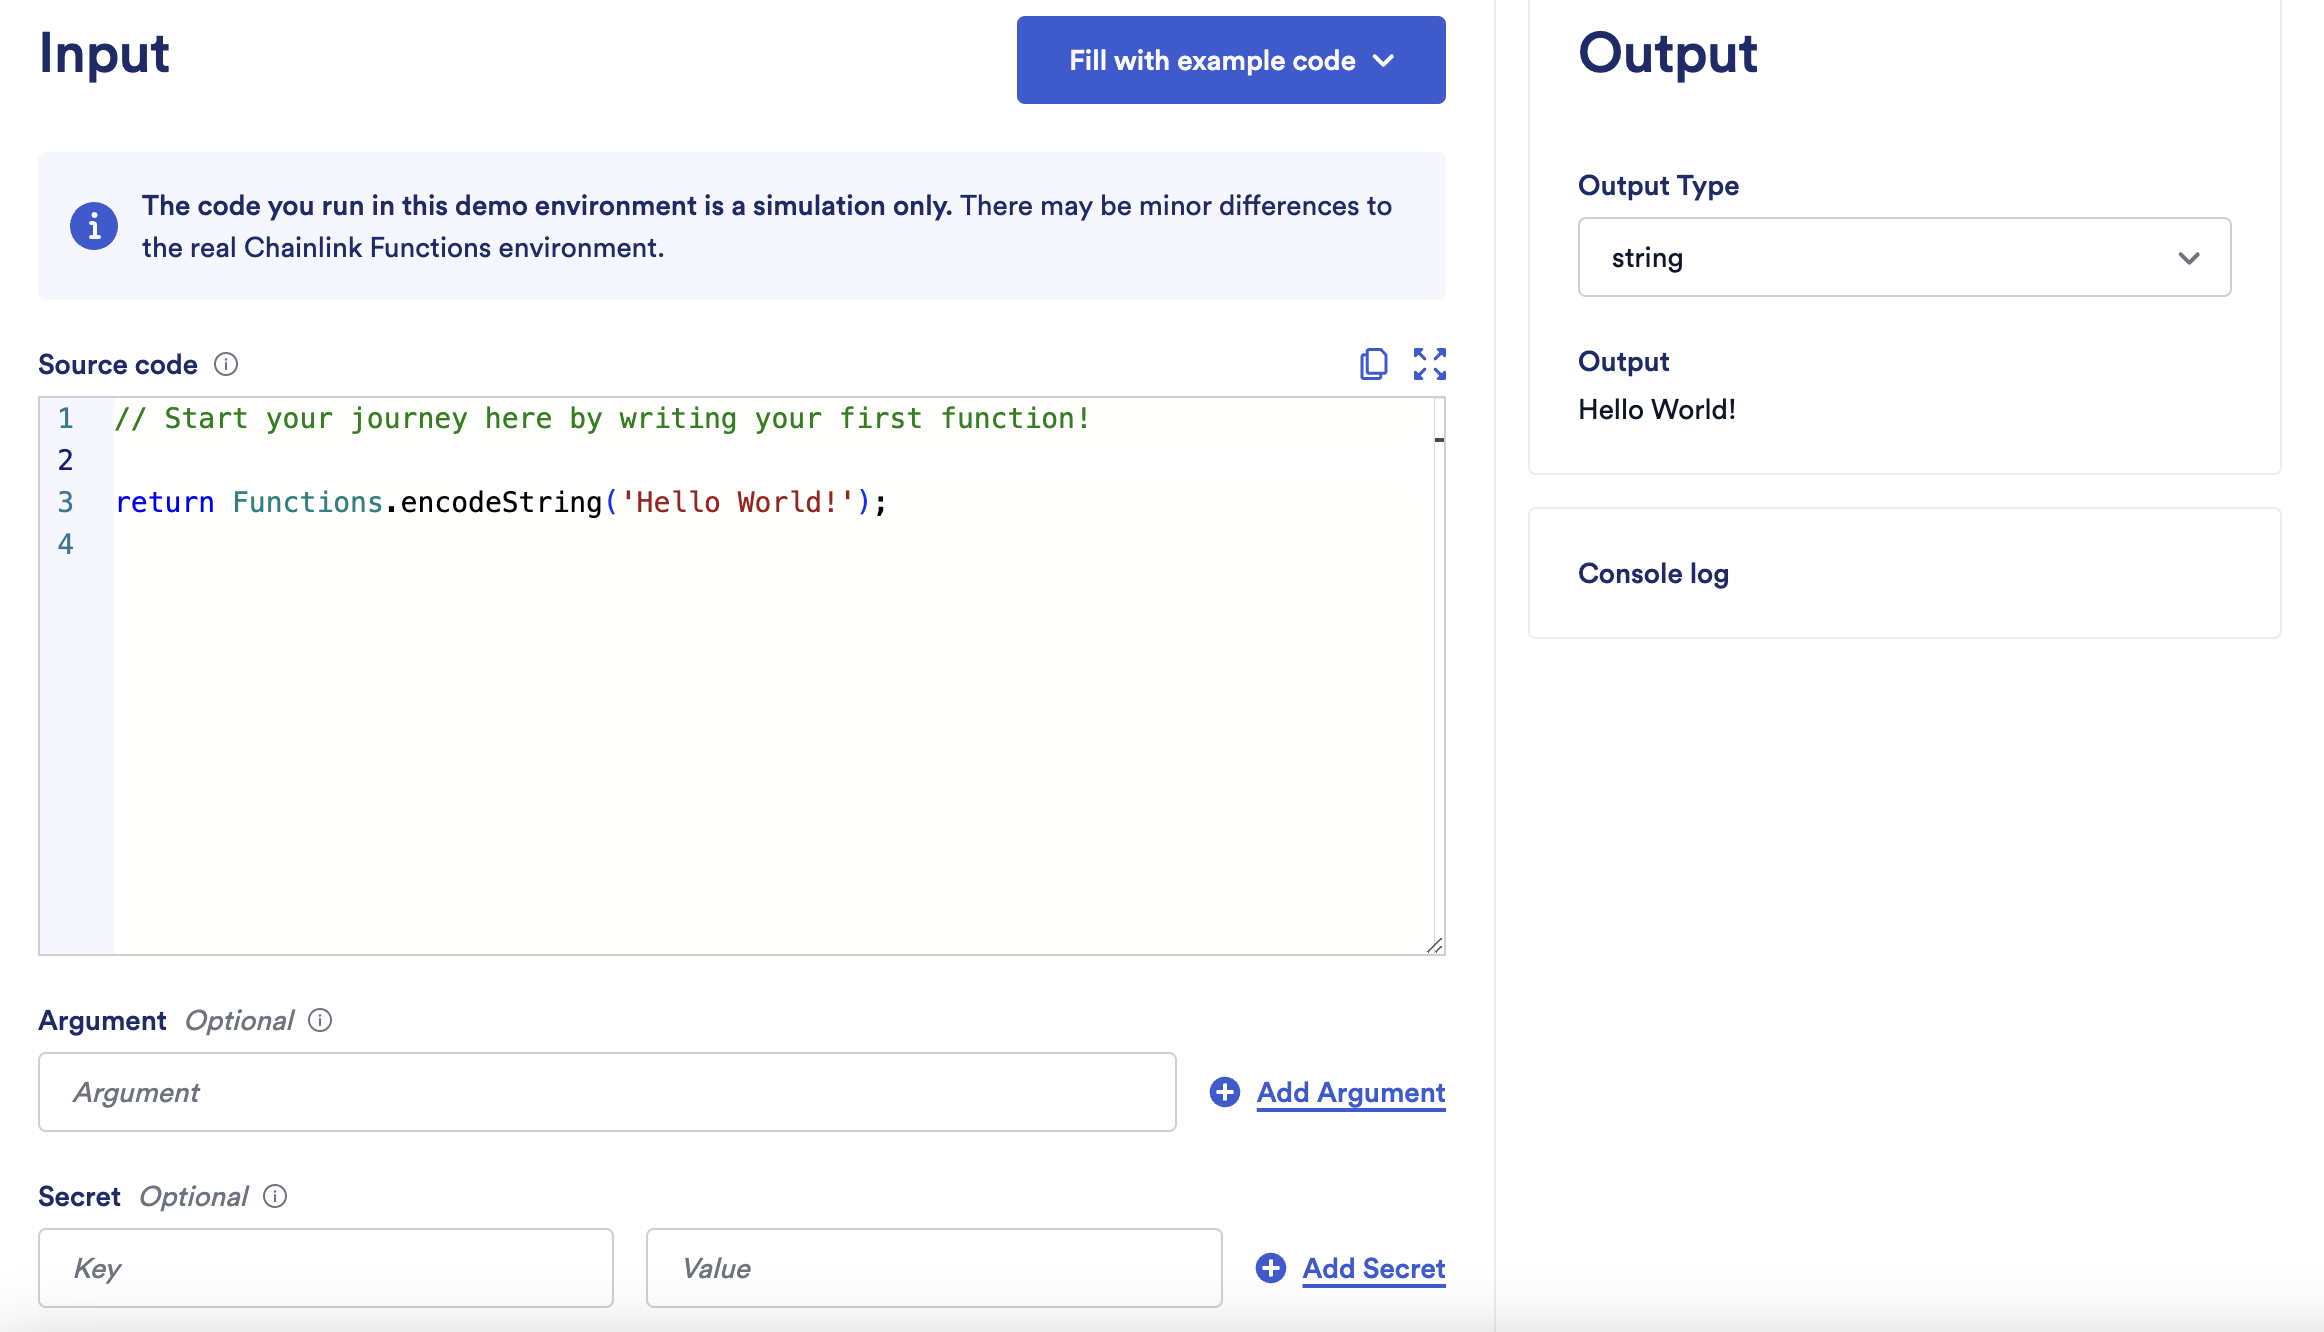 Input
Fill with example code
The code you run in this demo environment is a simulation only. There may be minor differences to
the real Chainlink Functions environment.
Source code
1 // Start your journey here by writing your first function!
2
3 return Functions.encodeString('Hello World!');
4
Argument Optional
Argument
Add Argument
Secret Optional
Key
Value
Add Secret
Output
Output Type
string
Output
Hello World!
Console log